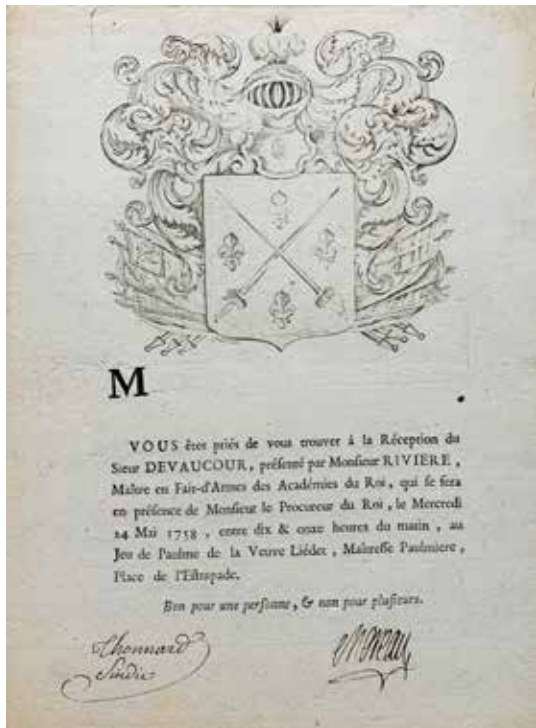 M .
VOUS êtes priés de vous trouver à la Réception du
Sieur DEVAUCOUR, présenté par Monsieur RIVIERE,
Maître en Fait-d'Armes des Académies du Roi, qui se fera
en présence de Monsieur le Procureur du Roi, le Mercredi
24 Mai 1758, entre dix & onze heures du matin, au
Jeu de Paulme de la Veuve Liédet, Maîtresse Paulmiere,
Place de l'Estrapade.
Bon pour une personne, & non pour plusieurs.
Sindic